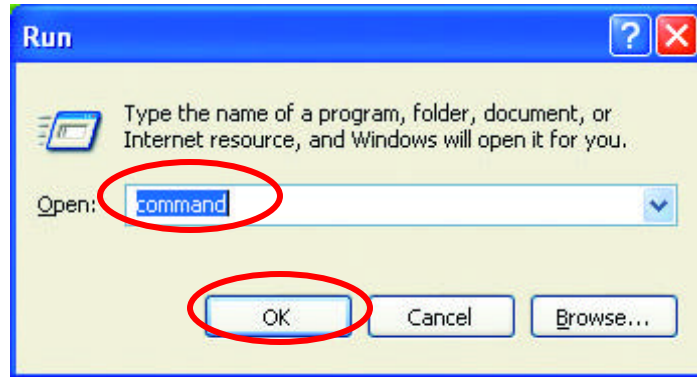 Run
Type the name of a program, folder, document, or
Internet resource, and Windows will open it for you.
Open: command
OK Cancel Browse...